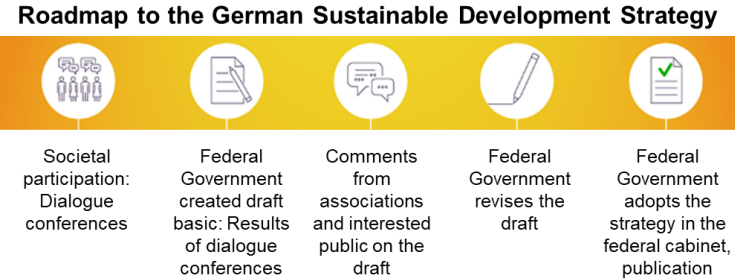 Roadmap to the German Sustainable Development Strategy
Societal
participation:
Dialogue
conferences
Federal
Government
created draft
basic: Results
of dialogue
conferences
Comments
from
associations
and interested
public on the
draft
Federal
Government
revises the
draft
Federal
Government
adopts the
strategy in the
federal cabinet,
publication